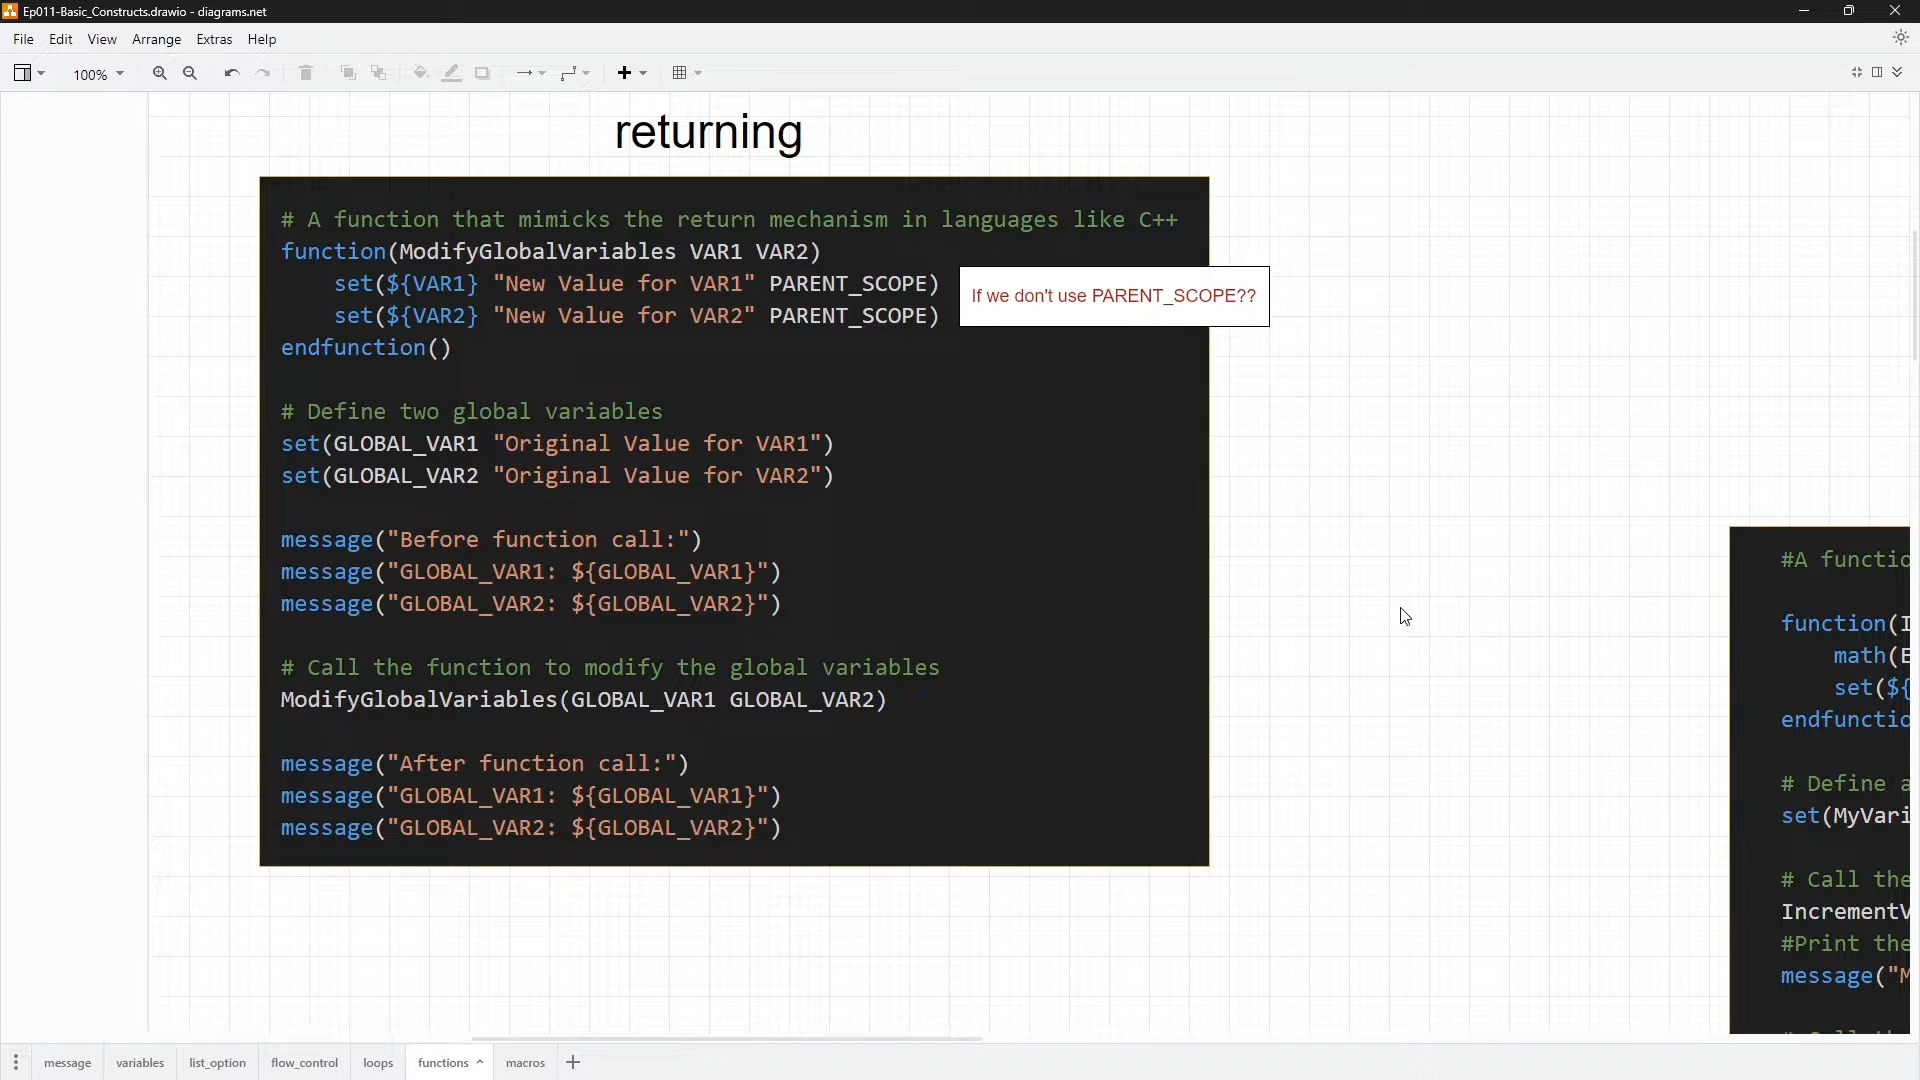 Ep011-Basic_Constructs.drawio - diagrams.net
File Edit View Arrange Extras Help
100%
returning
# A function that mimicks the return mechanism in languages like C++
function(ModifyGlobalVariables VAR1 VAR2)
    set(${VAR1} "New Value for VAR1" PARENT_SCOPE)
    set(${VAR2} "New Value for VAR2" PARENT_SCOPE)
endfunction()
If we don't use PARENT_SCOPE??
# Define two global variables
set(GLOBAL_VAR1 "Original Value for VAR1")
set(GLOBAL_VAR2 "Original Value for VAR2")
message("Before function call:")
message("GLOBAL_VAR1: ${GLOBAL_VAR1}")
message("GLOBAL_VAR2: ${GLOBAL_VAR2}")
# Call the function to modify the global variables
ModifyGlobalVariables(GLOBAL_VAR1 GLOBAL_VAR2)
message("After function call:")
message("GLOBAL_VAR1: ${GLOBAL_VAR1}")
message("GLOBAL_VAR2: ${GLOBAL_VAR2}")
#A functio
function(I
    math(E
    set(${
endfunctio
# Define a
set(MyVari
# Call the
IncrementV
#Print the
message("M
message variables list_option flow_control loops functions macros